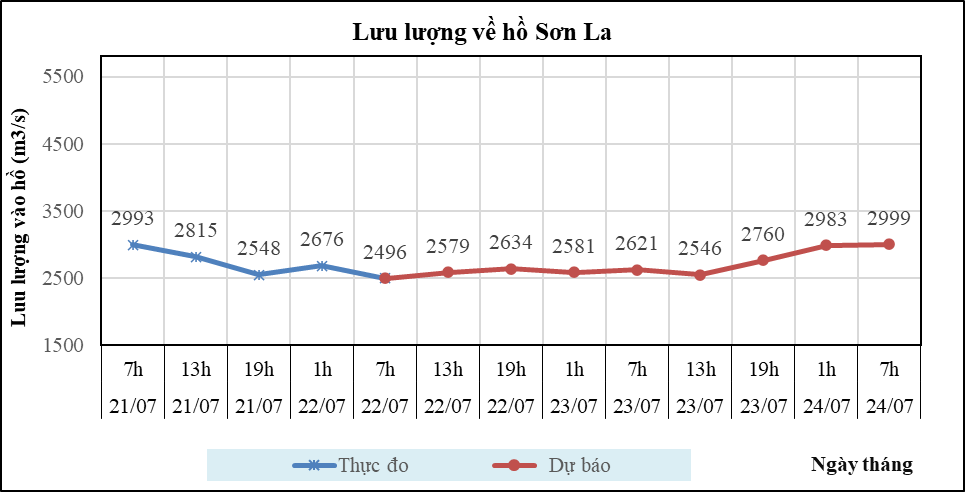 Lưu lượng về hồ Sơn La
Lưu lượng vào hồ (m3/s)
5500
4500
3500
2500
1500
2993 2815 2548 2676 2496 2579 2634 2581 2621 2546 2760 2983 2999
7h 13h 19h 1h 7h 13h 19h 1h 7h 13h 19h 1h 7h
21/07 21/07 21/07 22/07 22/07 22/07 22/07 23/07 23/07 23/07 23/07 24/07 24/07
Thực đo Dự báo Ngày tháng